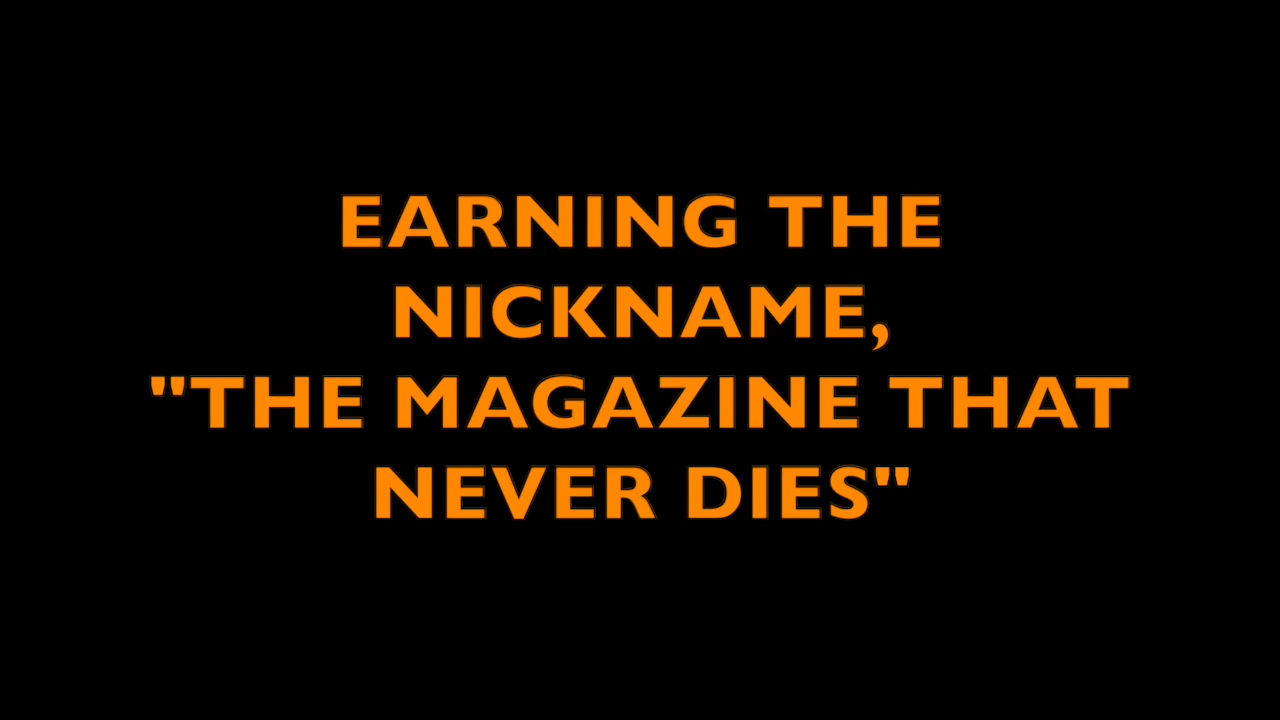 EARNING THE
NICKNAME,
"THE MAGAZINE THAT
NEVER DIES"